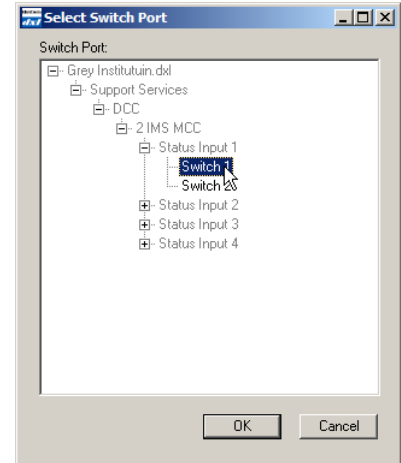 Select Switch Port
Switch Port:
Grey Institutuin.dxl
Support Services
DCC
2 IMS MCC
Status Input 1
Switch 1
Switch 2
Status Input 2
Status Input 3
Status Input 4
OK
Cancel